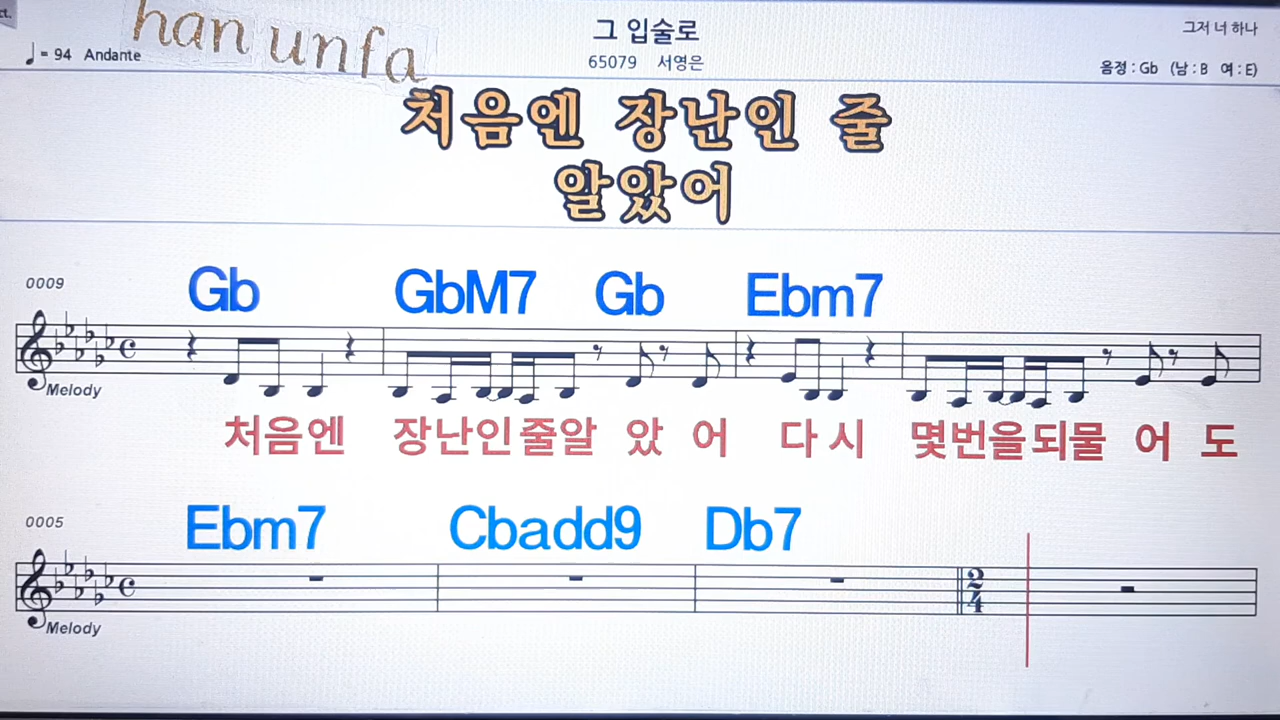 ct.
han unfa
그 입술로
그저 너 하나
♩= 94 Andante
65079 서영은
음정 : Gb (남 : B 여 : E)
처음엔 장난인 줄
알았어
0009
Gb GbM7 Gb Ebm7
Melody
처음엔 장난인줄알 았 어 다 시 몇번을되물 어 도
0005
Ebm7 Cbadd9 Db7
2
4
Melody